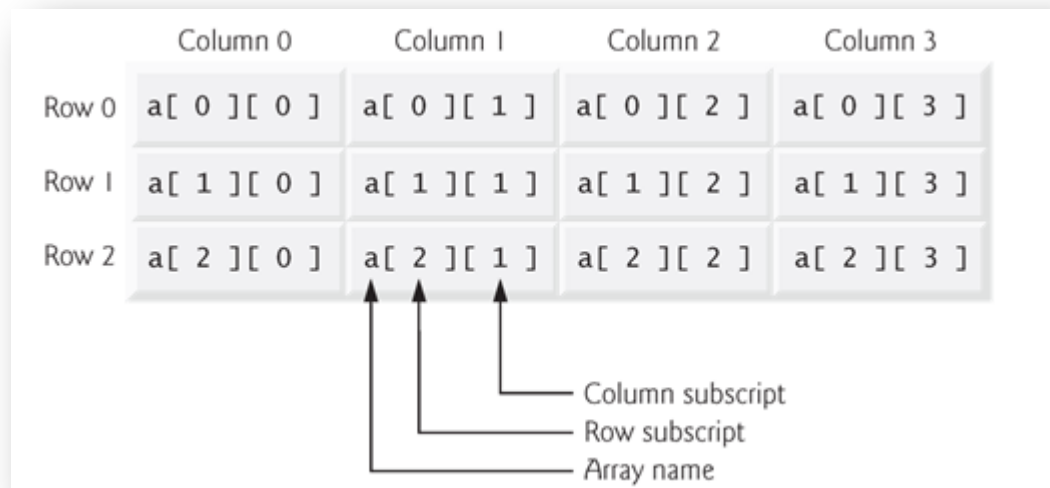 Column 0 Column 1 Column 2 Column 3
Row 0 a[ 0 ][ 0 ] a[ 0 ][ 1 ] a[ 0 ][ 2 ] a[ 0 ][ 3 ]
Row 1 a[ 1 ][ 0 ] a[ 1 ][ 1 ] a[ 1 ][ 2 ] a[ 1 ][ 3 ]
Row 2 a[ 2 ][ 0 ] a[ 2 ][ 1 ] a[ 2 ][ 2 ] a[ 2 ][ 3 ]
Column subscript
Row subscript
Array name